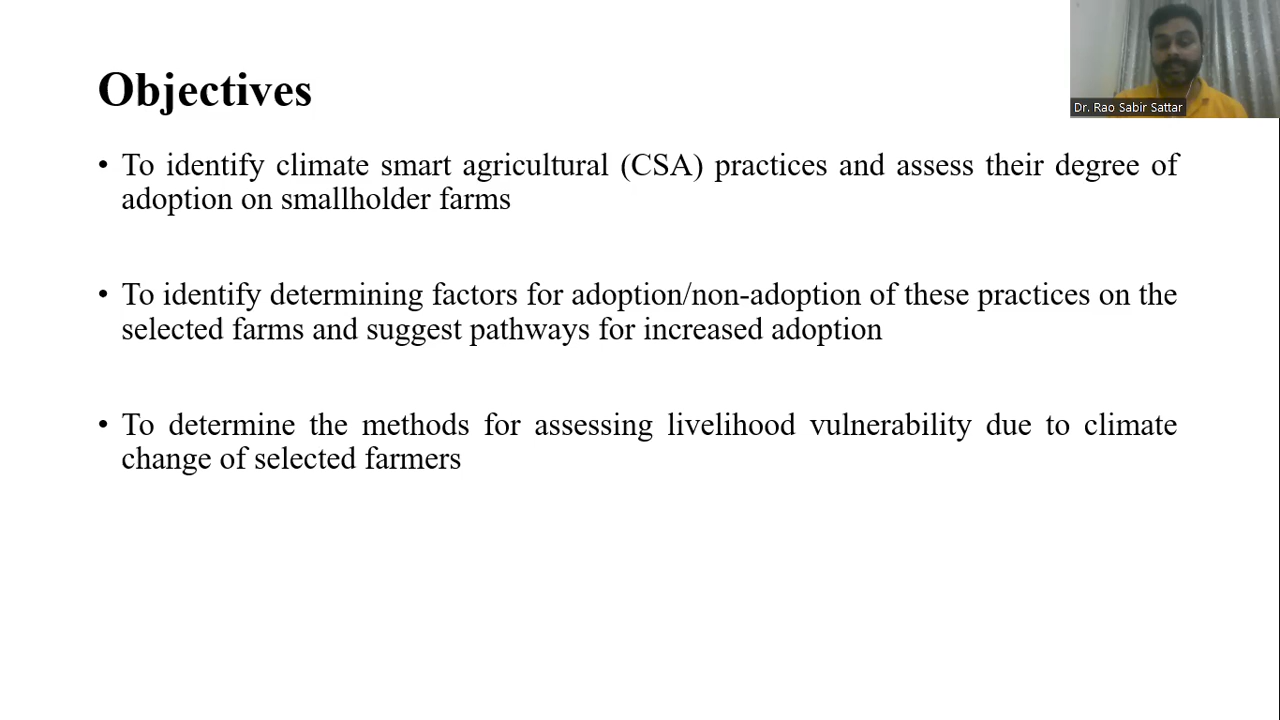 Objectives
Dr. Rao Sabir Sattar
• To identify climate smart agricultural (CSA) practices and assess their degree of
adoption on smallholder farms
• To identify determining factors for adoption/non-adoption of these practices on the
selected farms and suggest pathways for increased adoption
• To determine the methods for assessing livelihood vulnerability due to climate
change of selected farmers